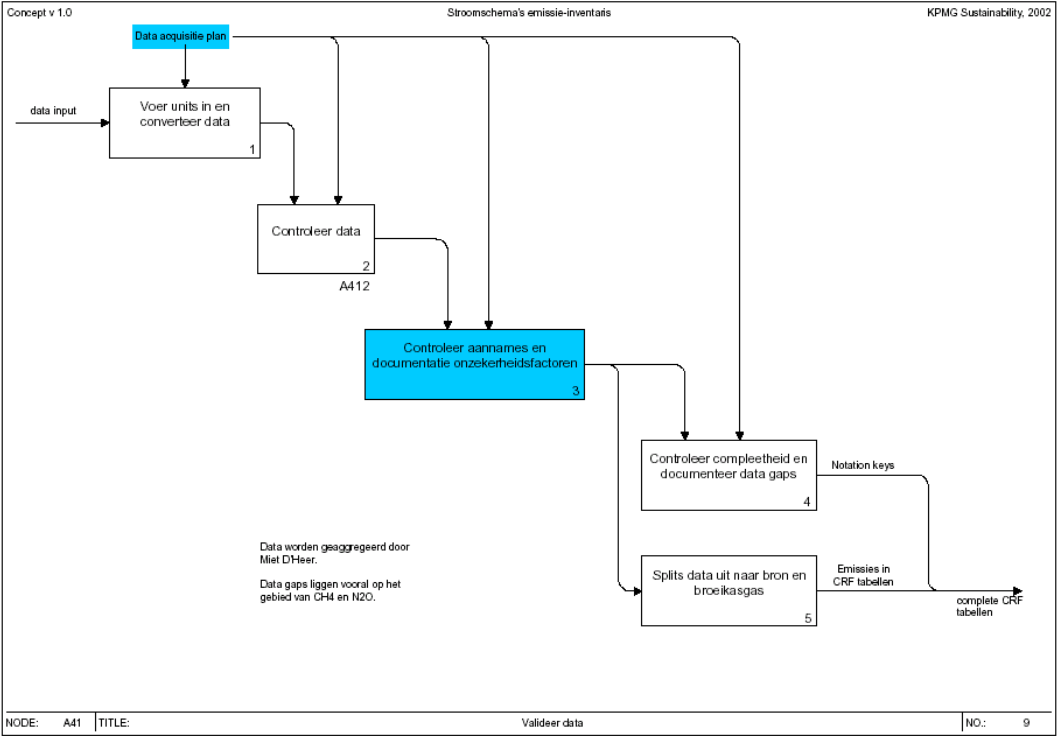 Concept v 1.0
Stroomschema's emissie-inventaris
KPMG Sustainability, 2002
Data acquisitie plan
data input
Voer units in en
converteer data
1
Controleer data
2
A412
Controleer aannames en
documentatie onzekerheidsfactoren
3
Controleer compleetheid en
documenteer data gaps
4
Notation keys
Data worden geaggregeerd door
Miet D'Heer.
Data gaps liggen vooral op het
gebied van CH4 en N2O.
Splits data uit naar bron en
broeikasgas
5
Emissies in
CRF tabellen
complete CRF
tabellen
NODE:
A41
TITLE:
Valideer data
NO.:
9